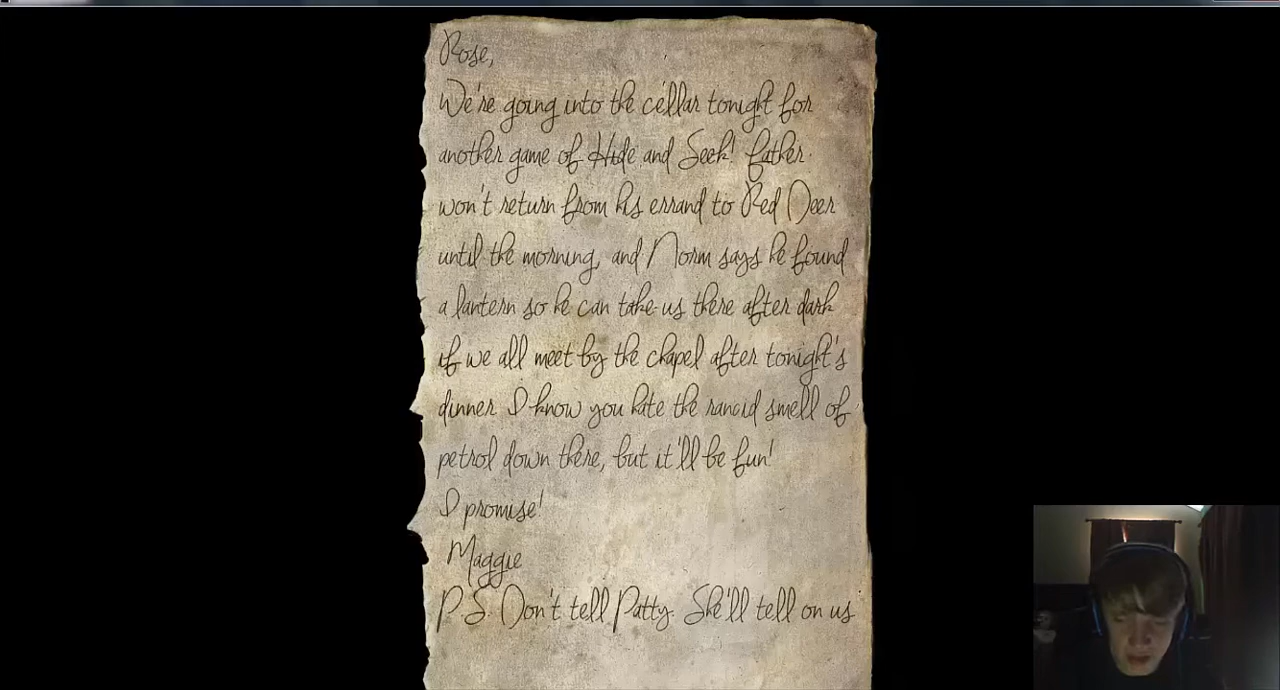 Rose,
We're going into the cellar tonight for
another game of Hide and Seek! Father
won't return from his errand to Red Deer
until the morning, and Norm says he found
a lantern so he can take us there after dark
if we all meet by the chapel after tonight's
dinner. I know you hate the rancid smell of
petrol down there, but it'll be fun!
I promise!
Maggie
P.S. Don't tell Patty. She'll tell on us